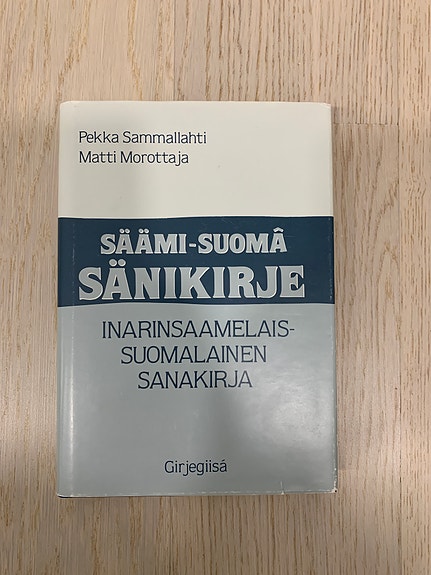 Pekka Sammallahti
Matti Morottaja
SÄÄMI-SUOMÂ
SÄNIKIRJE
INARINSAAMELAIS-
SUOMALAINEN
SANAKIRJA
Girjegiisá